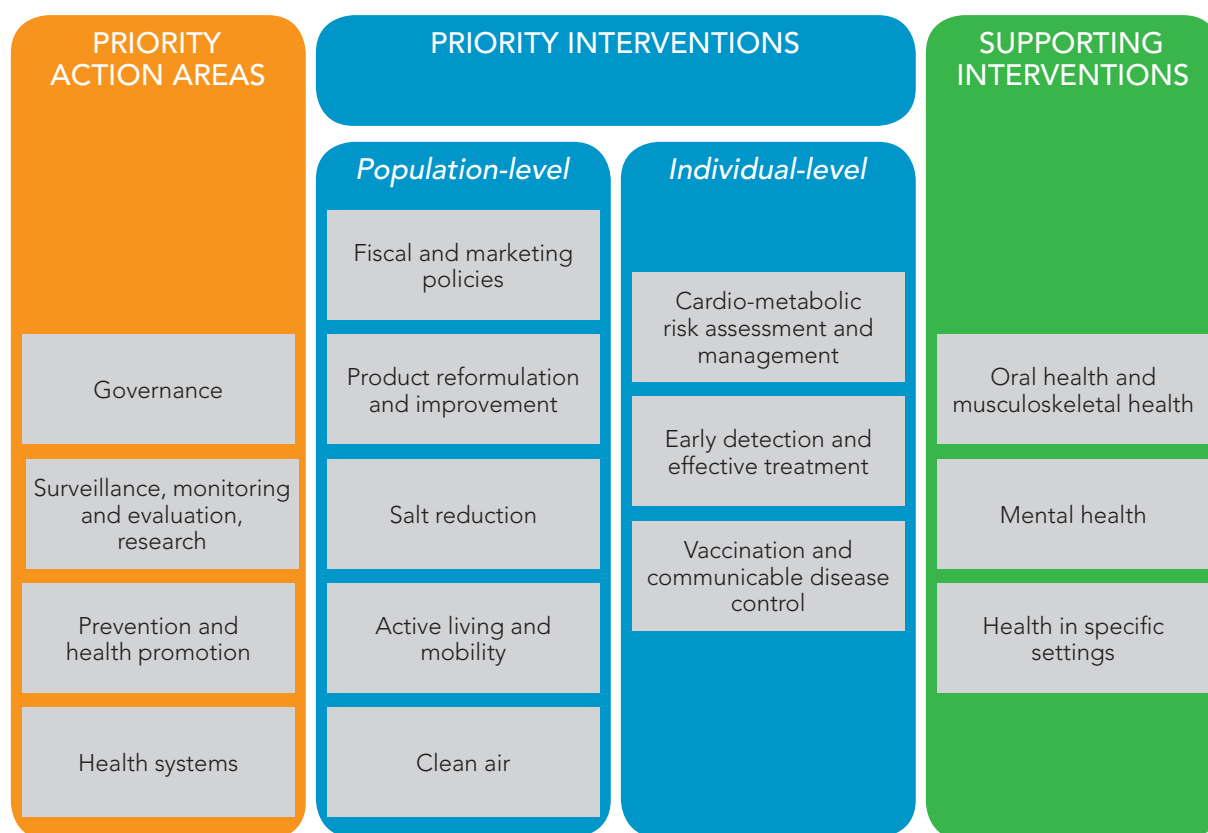 PRIORITY
ACTION AREAS
Governance
Surveillance, monitoring
and evaluation,
research
Prevention and
health promotion
Health systems
PRIORITY INTERVENTIONS
Population-level
Fiscal and marketing
policies
Product reformulation
and improvement
Salt reduction
Active living and
mobility
Clean air
Individual-level
Cardio-metabolic
risk assessment and
management
Early detection and
effective treatment
Vaccination and
communicable disease
control
SUPPORTING
INTERVENTIONS
Oral health and
musculoskeletal health
Mental health
Health in specific
settings